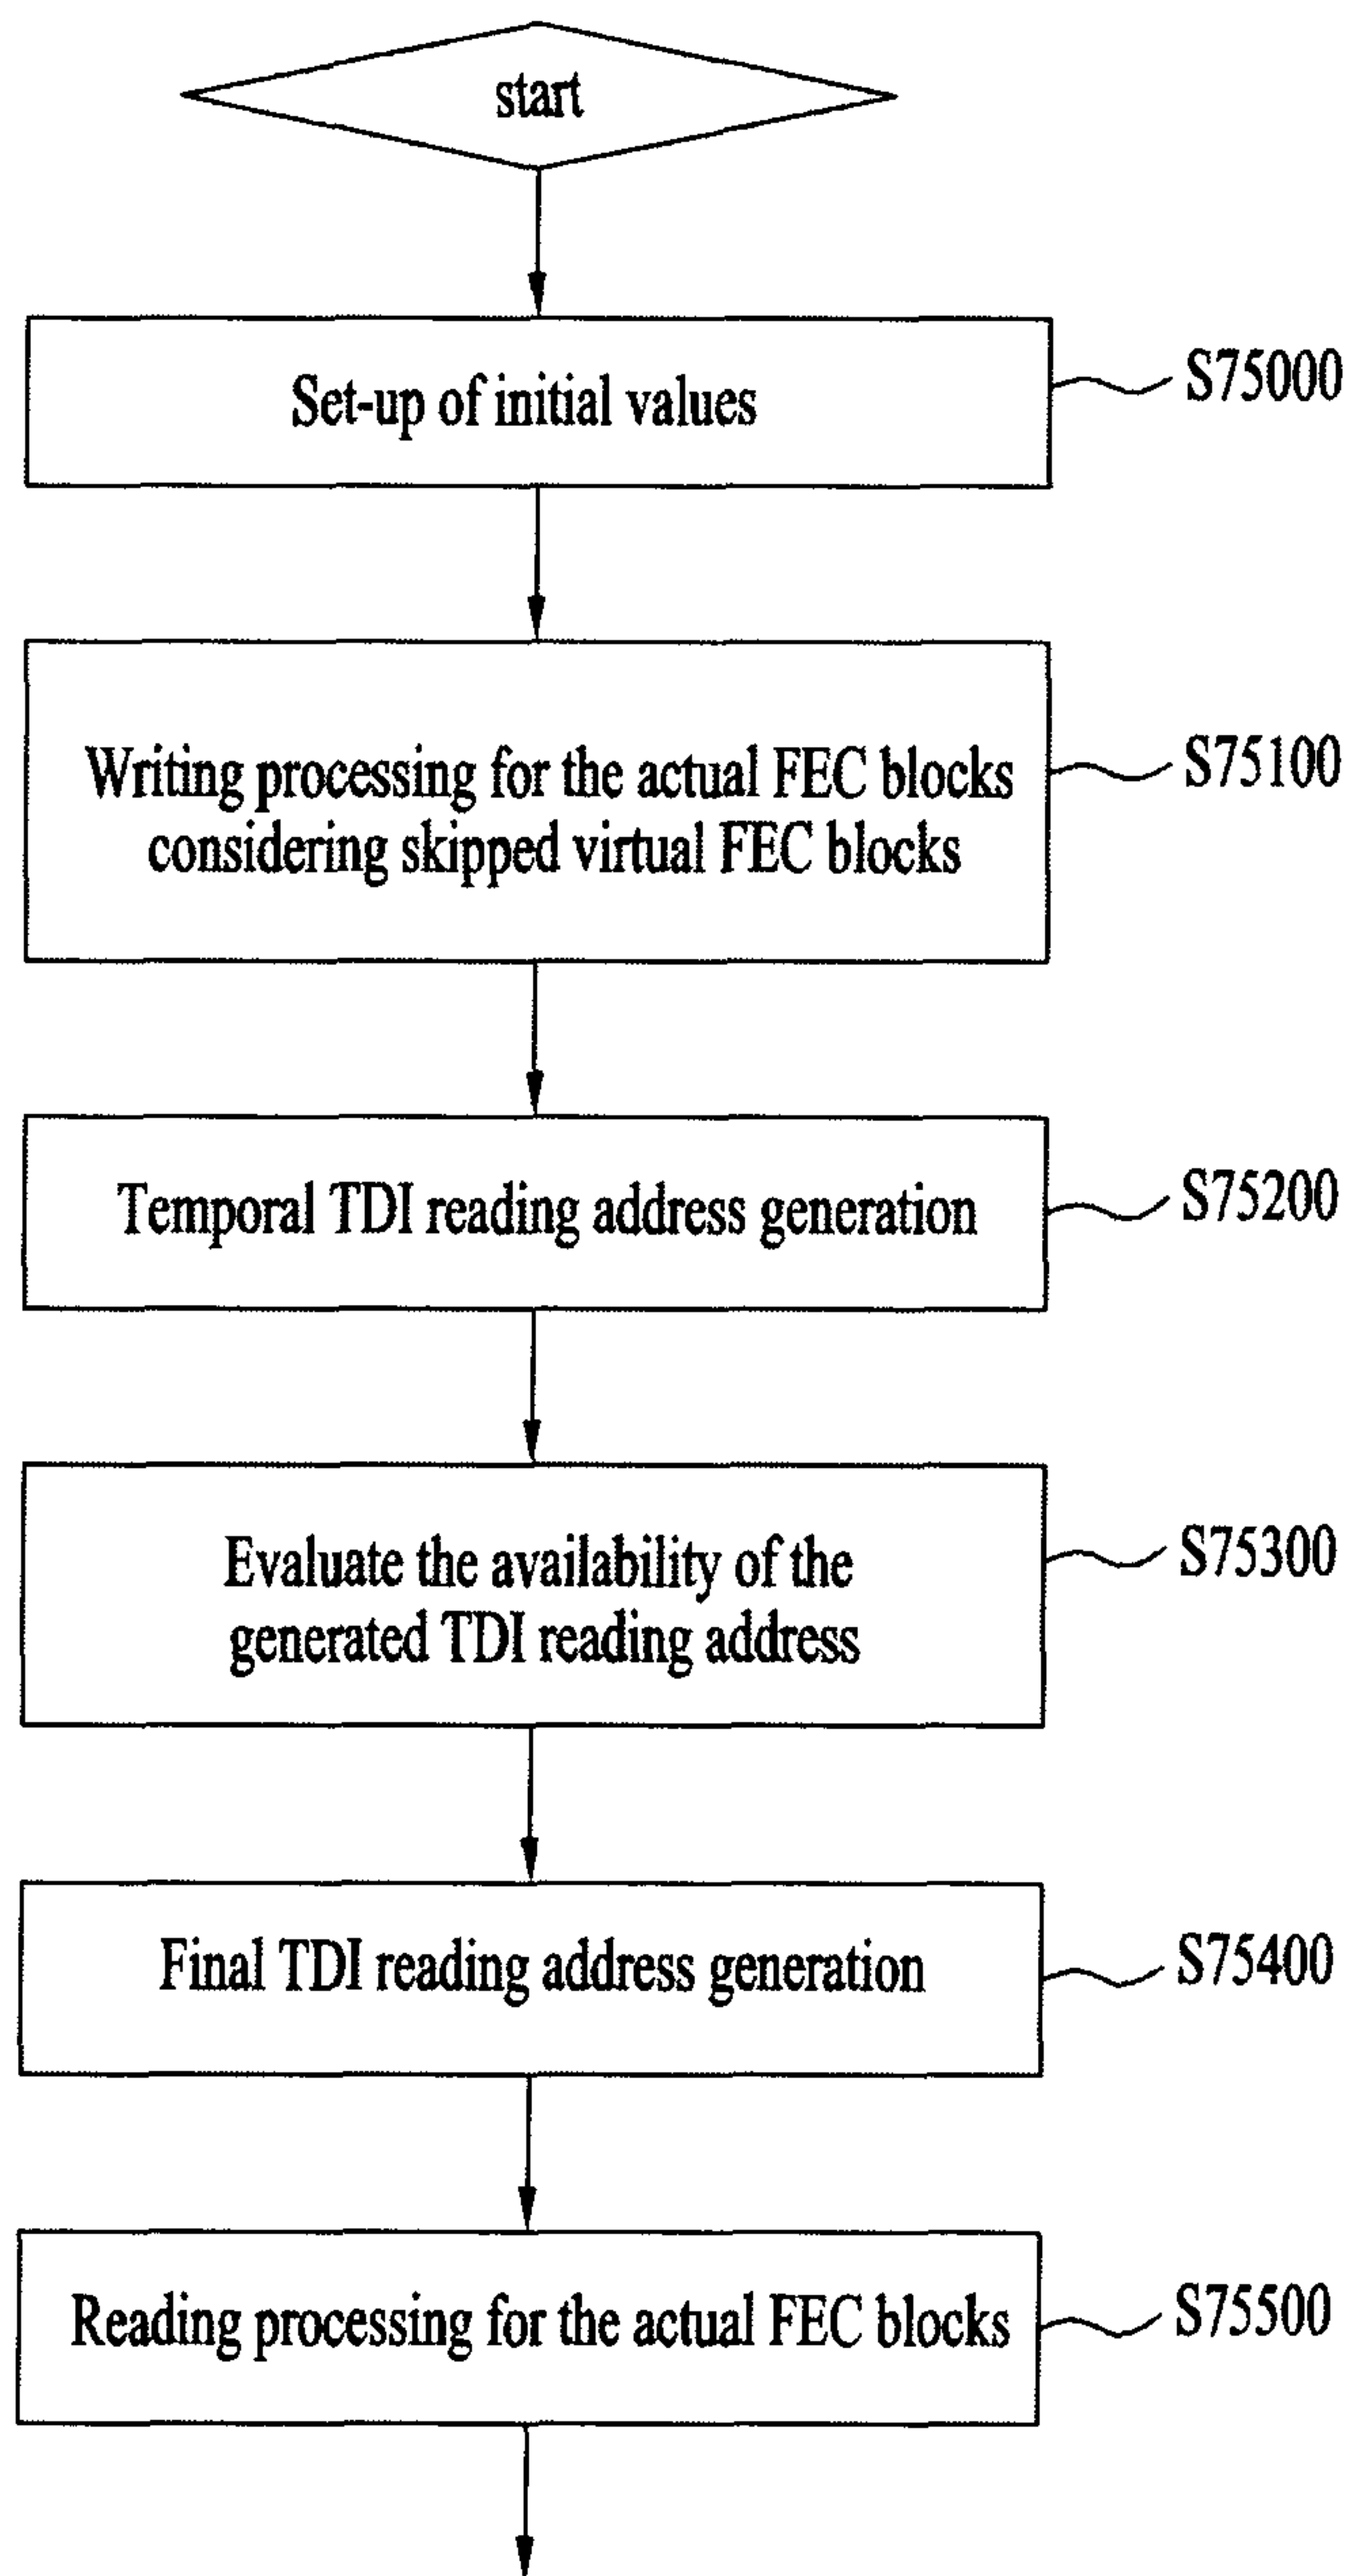 start
Set-up of initial values
S75000
Writing processing for the actual FEC blocks
considering skipped virtual FEC blocks
S75100
Temporal TDI reading address generation
S75200
Evaluate the availability of the
generated TDI reading address
S75300
Final TDI reading address generation
S75400
Reading processing for the actual FEC blocks
S75500